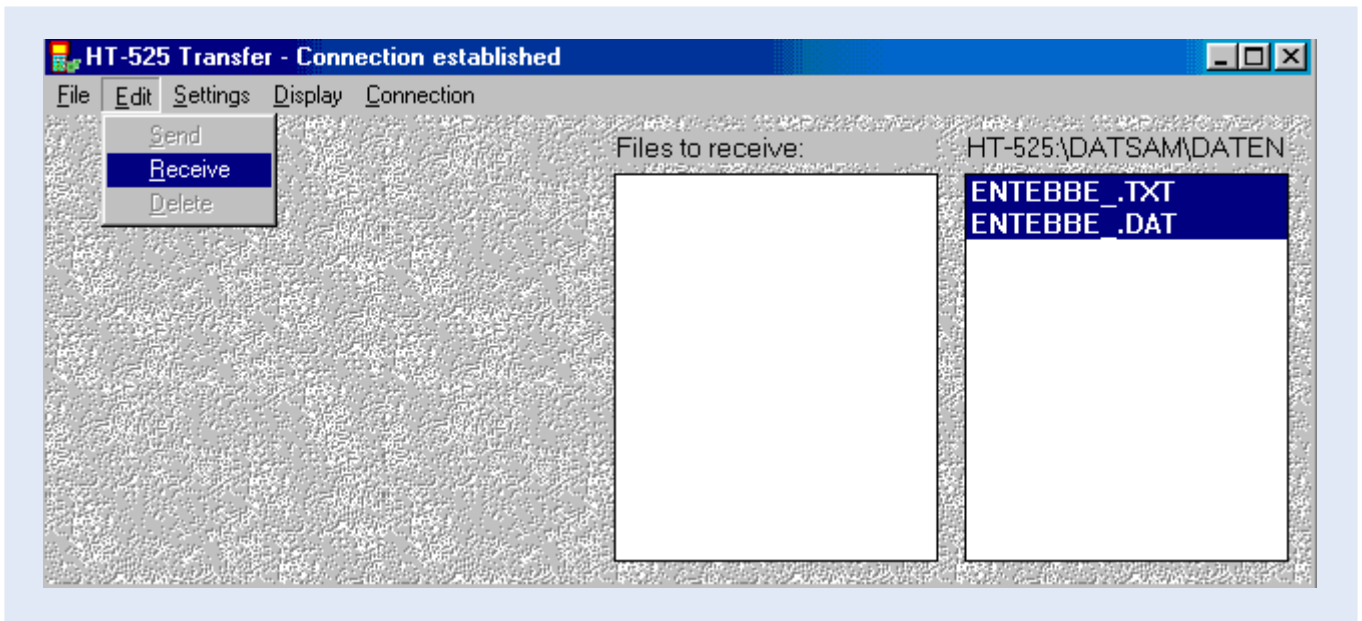 HT-525 Transfer - Connection established
File Edit Settings Display Connection
Send
Receive
Delete
Files to receive:
HT-525:\DATSAM\DATEN
ENTEBBE_.TXT
ENTEBBE_.DAT